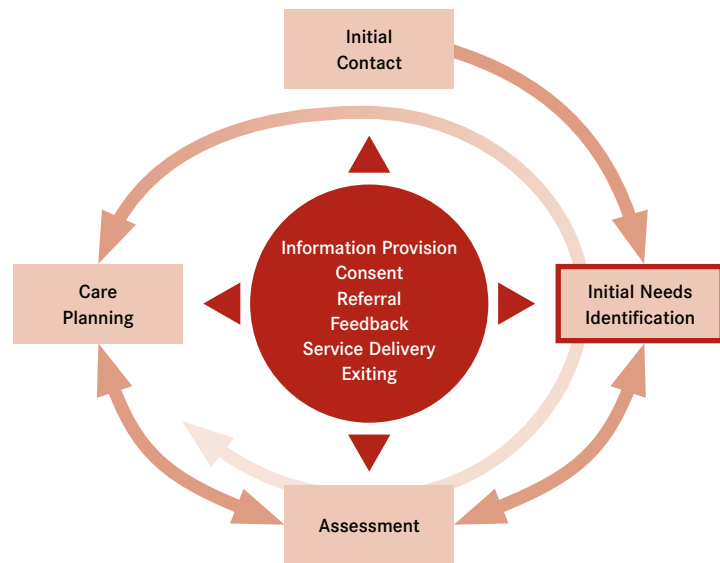 Initial
Contact
Information Provision
Consent
Referral
Feedback
Service Delivery
Exiting
Care
Planning
Initial Needs
Identification
Assessment